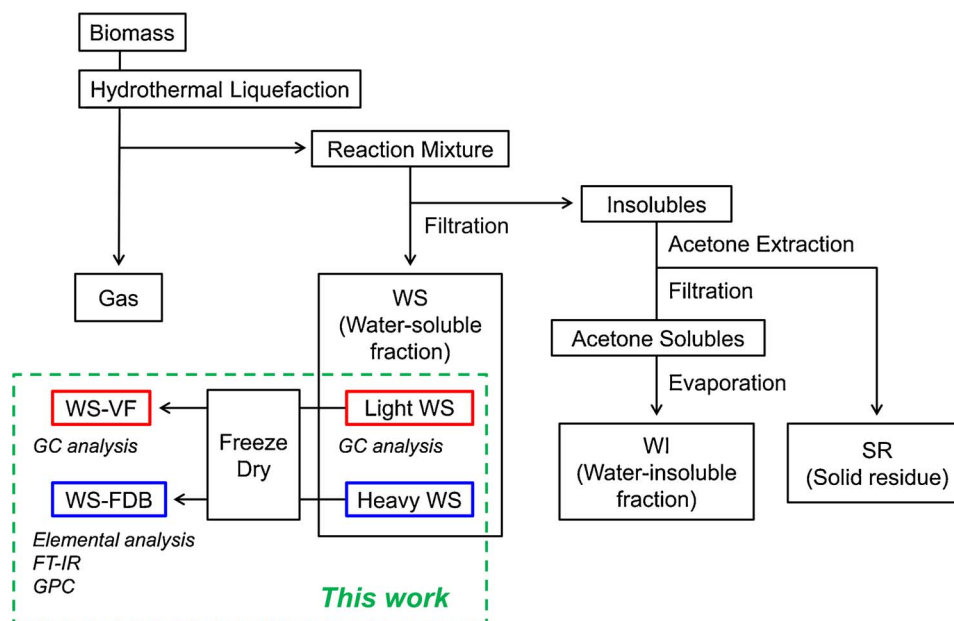 Biomass
Hydrothermal Liquefaction
Reaction Mixture
Insolubles
Filtration
Acetone Extraction
Gas
WS
(Water-soluble
fraction)
Filtration
Acetone Solubles
Evaporation
WS-VF
Freeze
Dry
Light WS
GC analysis
GC analysis
WI
(Water-insoluble
fraction)
SR
(Solid residue)
WS-FDB
Heavy WS
Elemental analysis
FT-IR
GPC
This work